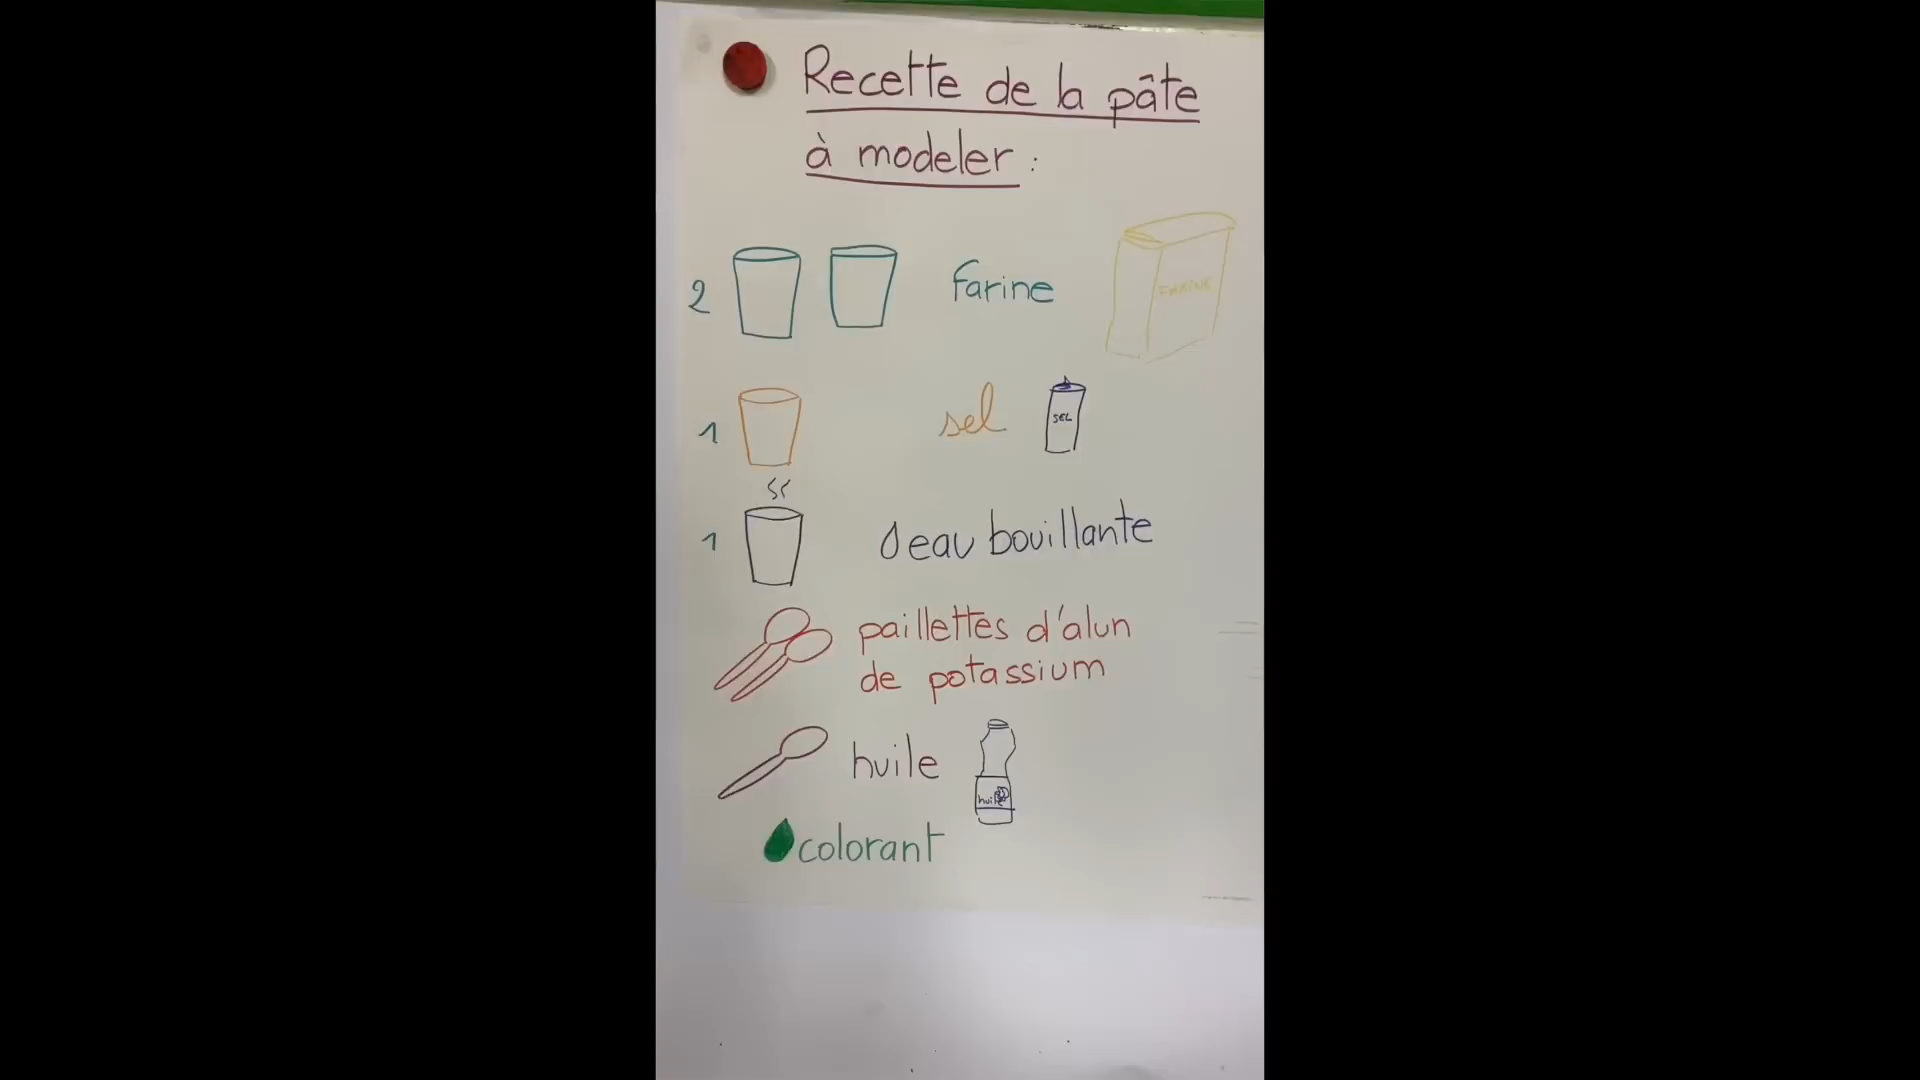 Recette de la pâte
à modeler :
2 farine FARINE
1 sel SEL
1 eau bouillante
paillettes d'alun
de potassium
huile huile
colorant